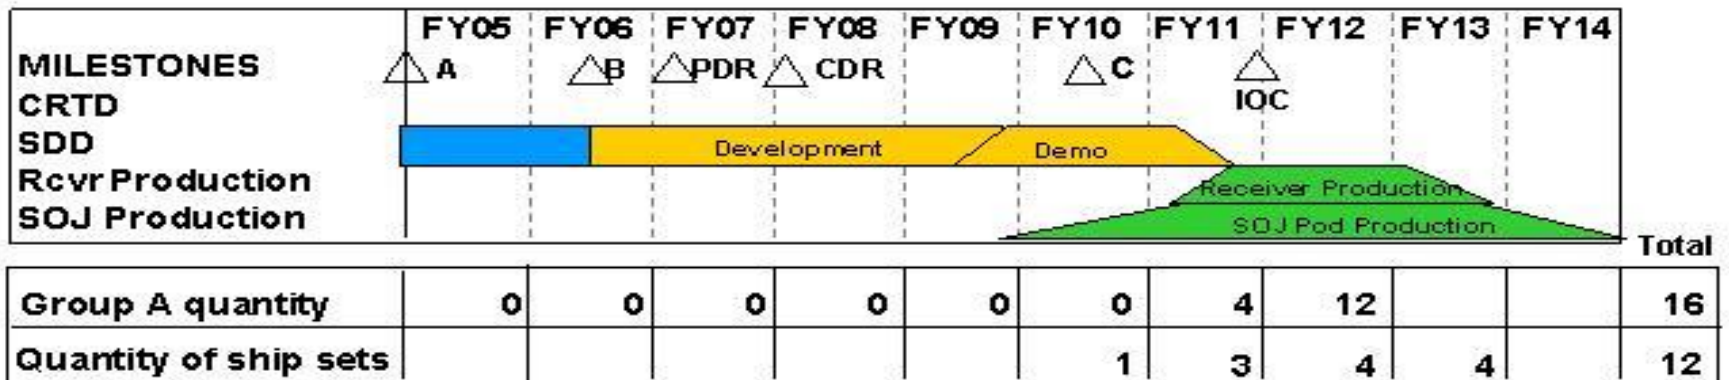 FY05 FY06 FY07 FY08 FY09 FY10 FY11 FY12 FY13 FY14
MILESTONES A B PDR CDR C IOC
CRTD
SDD Development Demo
Rcvr Production Receiver Production
SOJ Production SOJ Pod Production
Total
Group A quantity 0 0 0 0 0 0 4 12 16
Quantity of ship sets 1 3 4 4 12